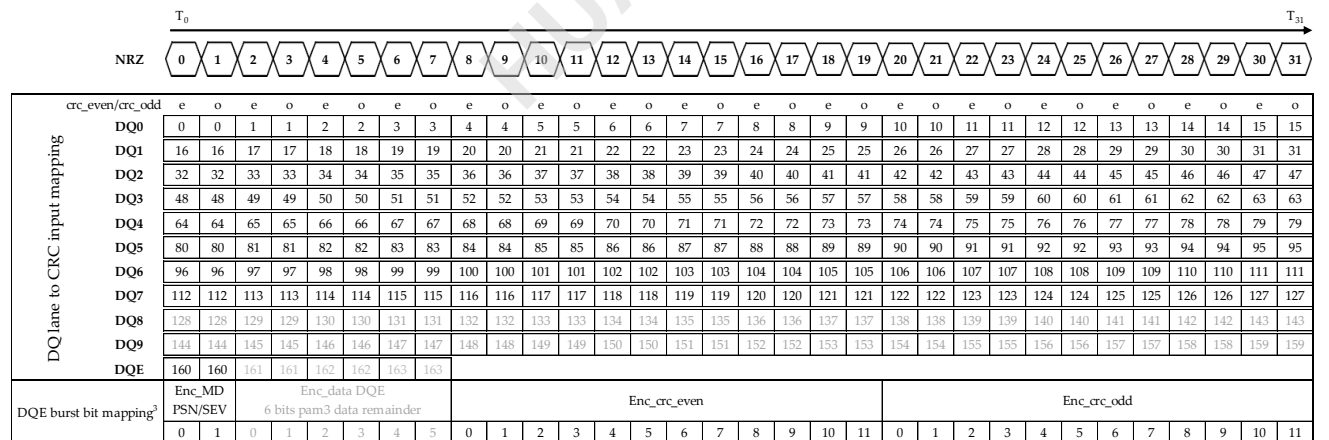 T0 T31
NRZ 0 1 2 3 4 5 6 7 8 9 10 11 12 13 14 15 16 17 18 19 20 21 22 23 24 25 26 27 28 29 30 31
crc_even/crc_odd e o e o e o e o e o e o e o e o e o e o e o e o e o e o e o e o
DQ lane to CRC input mapping
DQ0 0 0 1 1 2 2 3 3 4 4 5 5 6 6 7 7 8 8 9 9 10 10 11 11 12 12 13 13 14 14 15 15
DQ1 16 16 17 17 18 18 19 19 20 20 21 21 22 22 23 23 24 24 25 25 26 26 27 27 28 28 29 29 30 30 31 31
DQ2 32 32 33 33 34 34 35 35 36 36 37 37 38 38 39 39 40 40 41 41 42 42 43 43 44 44 45 45 46 46 47 47
DQ3 48 48 49 49 50 50 51 51 52 52 53 53 54 54 55 55 56 56 57 57 58 58 59 59 60 60 61 61 62 62 63 63
DQ4 64 64 65 65 66 66 67 67 68 68 69 69 70 70 71 71 72 72 73 73 74 74 75 75 76 76 77 77 78 78 79 79
DQ5 80 80 81 81 82 82 83 83 84 84 85 85 86 86 87 87 88 88 89 89 90 90 91 91 92 92 93 93 94 94 95 95
DQ6 96 96 97 97 98 98 99 99 100 100 101 101 102 102 103 103 104 104 105 105 106 106 107 107 108 108 109 109 110 110 111 111
DQ7 112 112 113 113 114 114 115 115 116 116 117 117 118 118 119 119 120 120 121 121 122 122 123 123 124 124 125 125 126 126 127 127
DQ8 128 128 129 129 130 130 131 131 132 132 133 133 134 134 135 135 136 136 137 137 138 138 139 139 140 140 141 141 142 142 143 143
DQ9 144 144 145 145 146 146 147 147 148 148 149 149 150 150 151 151 152 152 153 153 154 154 155 155 156 156 157 157 158 158 159 159
DQE 160 160 161 161 162 162 163 163
DQE burst bit mapping3
Enc_MD
PSN/SEV
Enc_data DQE
6 bits pam3 data remainder
Enc_crc_even
Enc_crc_odd
0 1 0 1 2 3 4 5 0 1 2 3 4 5 6 7 8 9 10 11 0 1 2 3 4 5 6 7 8 9 10 11